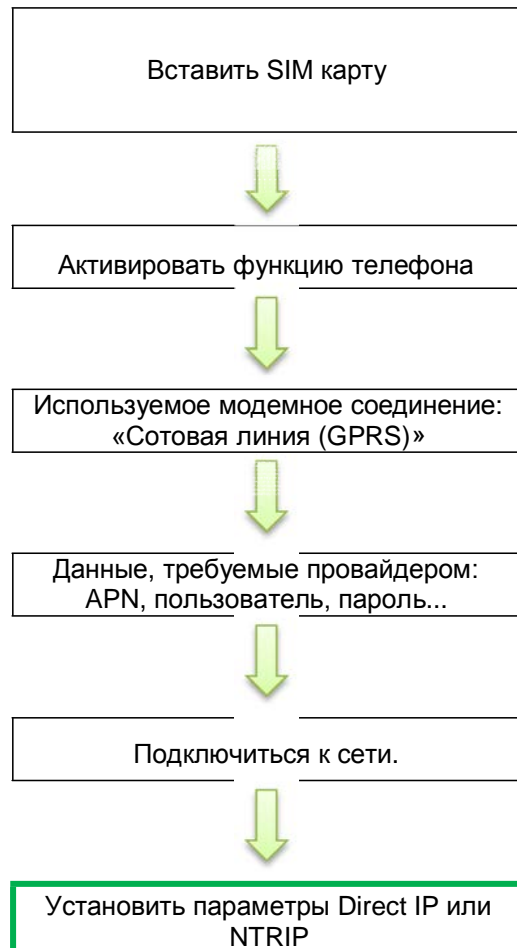 Вставить SIM карту
Активировать функцию телефона
Используемое модемное соединение:
«Сотовая линия (GPRS)»
Данные, требуемые провайдером:
APN, пользователь, пароль...
Подключиться к сети.
Установить параметры Direct IP или
NTRIP